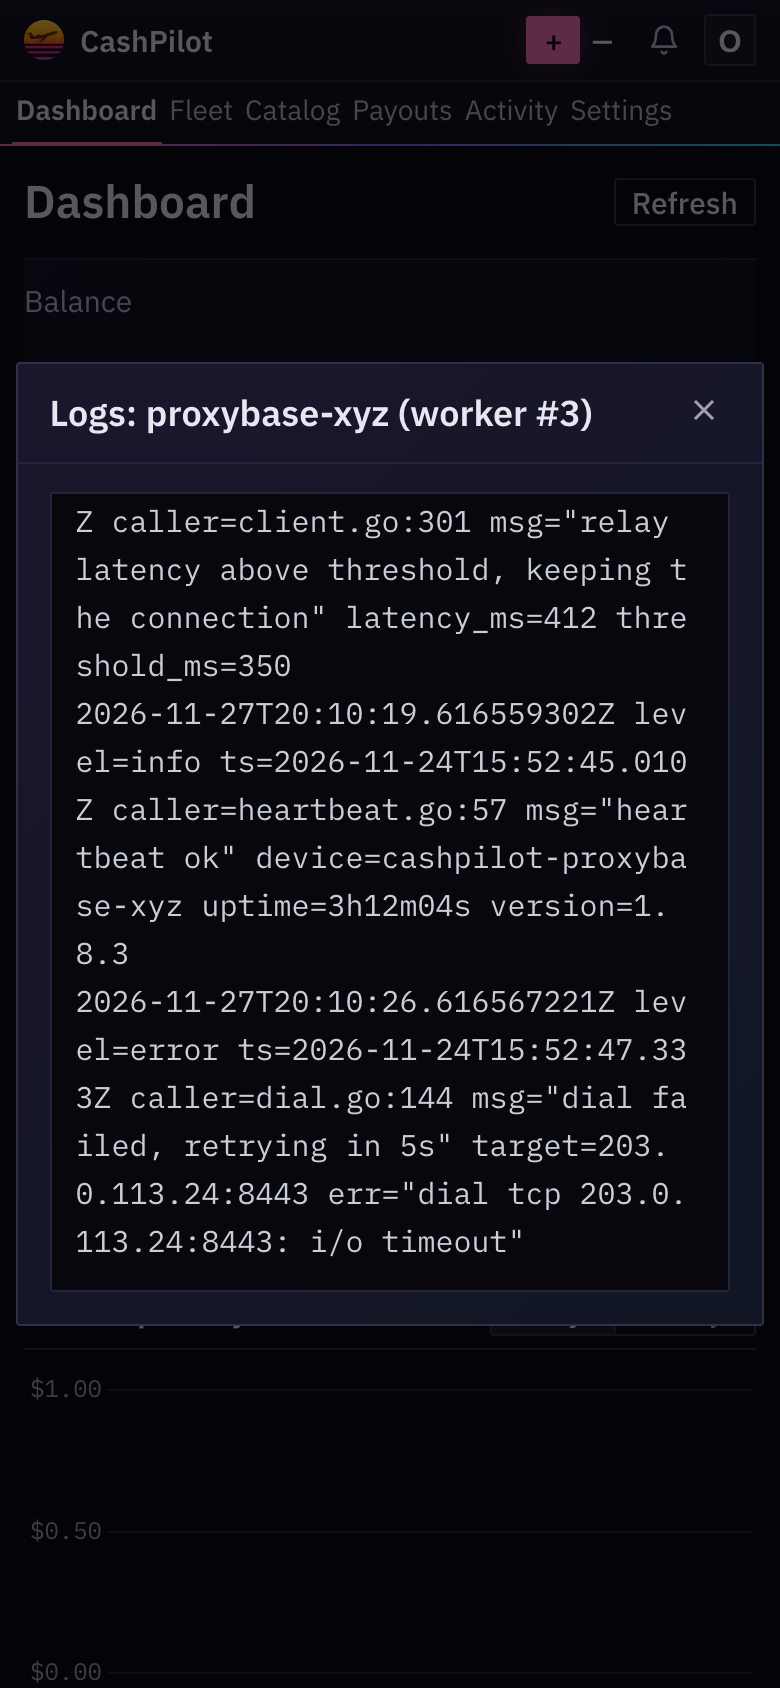 CashPilot
+
O
Dashboard Fleet Catalog Payouts Activity Settings
Dashboard
Refresh
Balance
Logs: proxybase-xyz (worker #3)
Z caller=client.go:301 msg="relay
latency above threshold, keeping t
he connection" latency_ms=412 thre
shold_ms=350
2026-11-27T20:10:19.616559302Z lev
el=info ts=2026-11-24T15:52:45.010
Z caller=heartbeat.go:57 msg="hear
tbeat ok" device=cashpilot-proxyba
se-xyz uptime=3h12m04s version=1.
8.3
2026-11-27T20:10:26.616567221Z lev
el=error ts=2026-11-24T15:52:47.33
3Z caller=dial.go:144 msg="dial fa
iled, retrying in 5s" target=203.
0.113.24:8443 err="dial tcp 203.0.
113.24:8443: i/o timeout"
$1.00
$0.50
$0.00